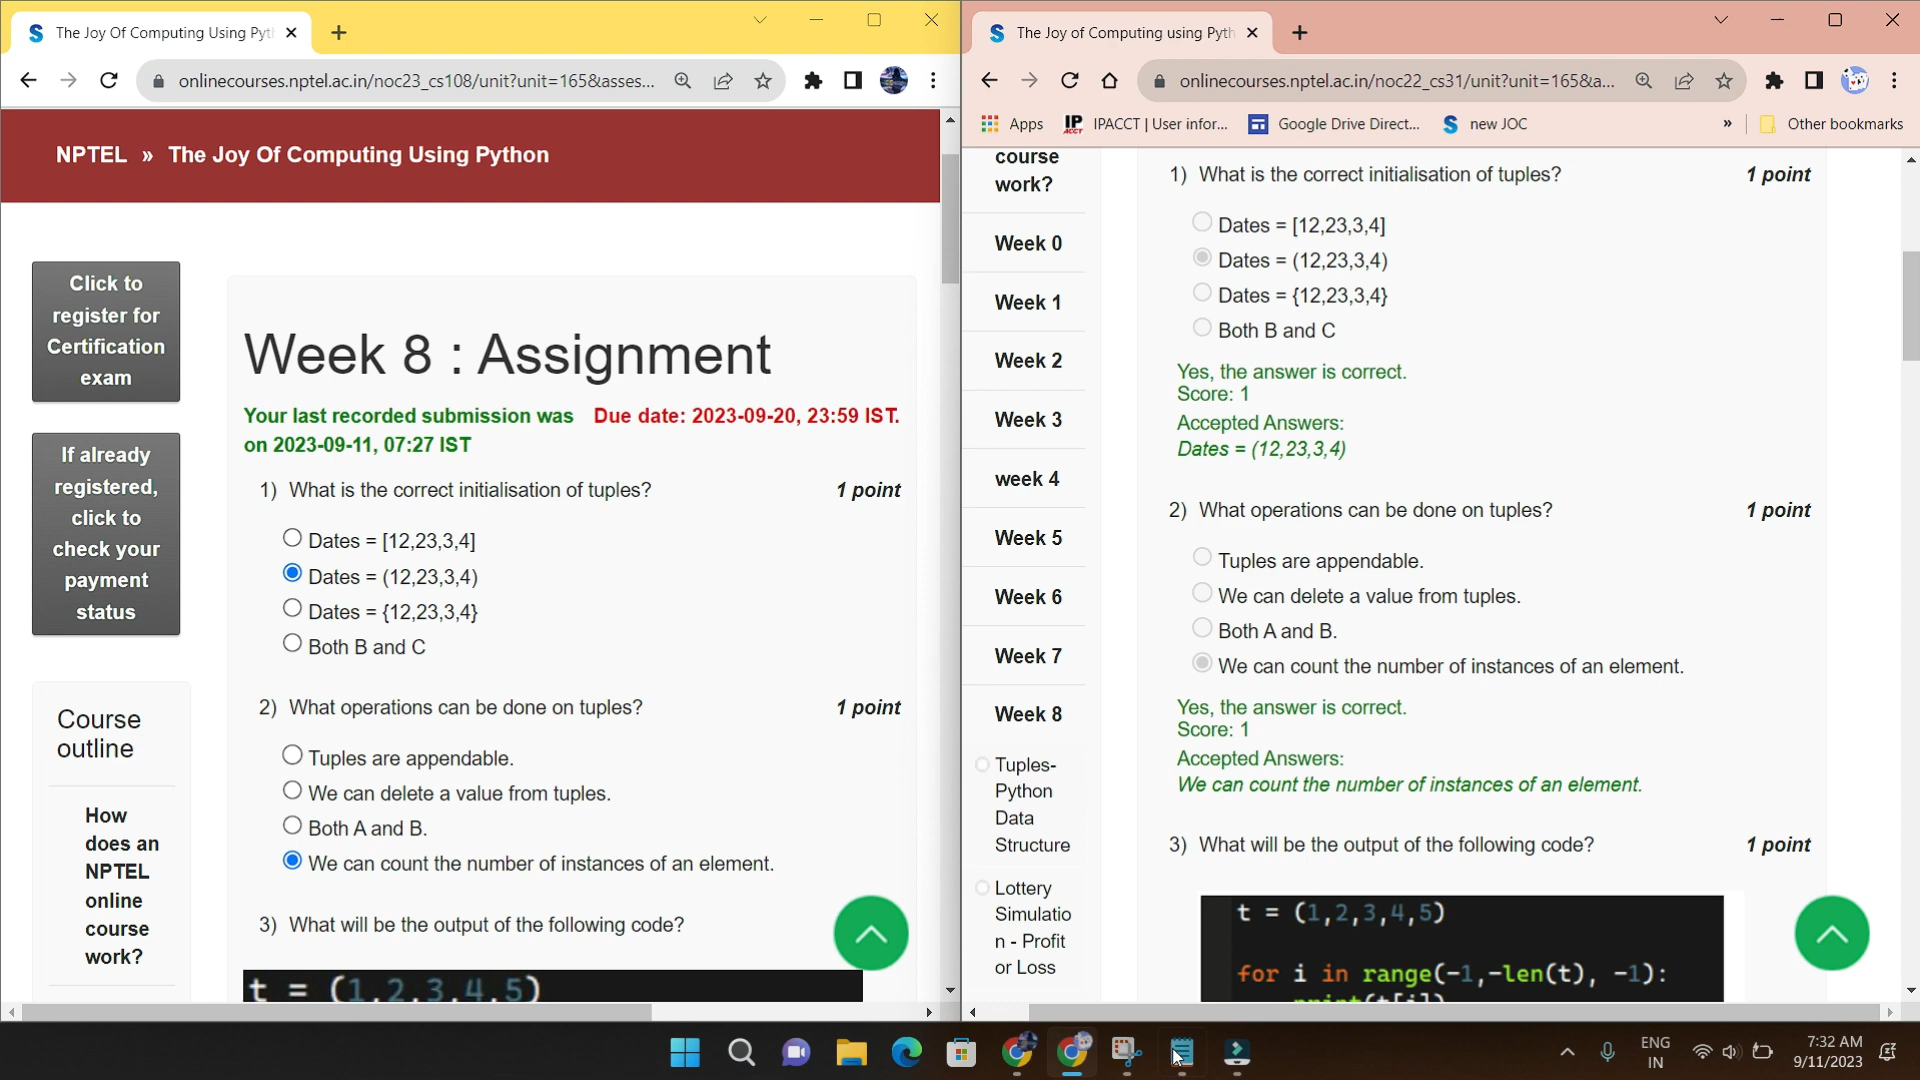 The Joy Of Computing Using Pyt
onlinecourses.nptel.ac.in/noc23_cs108/unit?unit=165&asses...
NPTEL » The Joy Of Computing Using Python
Click to
register for
Certification
exam
If already
registered,
click to
check your
payment
status
Course
outline
How
does an
NPTEL
online
course
work?
Week 8 : Assignment
Your last recorded submission was
on 2023-09-11, 07:27 IST
Due date: 2023-09-20, 23:59 IST.
1) What is the correct initialisation of tuples? 1 point
Dates = [12,23,3,4]
Dates = (12,23,3,4)
Dates = {12,23,3,4}
Both B and C
2) What operations can be done on tuples? 1 point
Tuples are appendable.
We can delete a value from tuples.
Both A and B.
We can count the number of instances of an element.
3) What will be the output of the following code?
t = (1,2,3,4,5)
The Joy of Computing using Pyth
onlinecourses.nptel.ac.in/noc22_cs31/unit?unit=165&a...
Apps IP ACCT IPACCT | User infor... Google Drive Direct... new JOC » Other bookmarks
course
work?
Week 0
Week 1
Week 2
Week 3
week 4
Week 5
Week 6
Week 7
Week 8
Tuples-
Python
Data
Structure
Lottery
Simulatio
n - Profit
or Loss
1) What is the correct initialisation of tuples? 1 point
Dates = [12,23,3,4]
Dates = (12,23,3,4)
Dates = {12,23,3,4}
Both B and C
Yes, the answer is correct.
Score: 1
Accepted Answers:
Dates = (12,23,3,4)
2) What operations can be done on tuples? 1 point
Tuples are appendable.
We can delete a value from tuples.
Both A and B.
We can count the number of instances of an element.
Yes, the answer is correct.
Score: 1
Accepted Answers:
We can count the number of instances of an element.
3) What will be the output of the following code? 1 point
t = (1,2,3,4,5)
for i in range(-1,-len(t), -1):
print(t[i])
ENG
IN
7:32 AM
9/11/2023